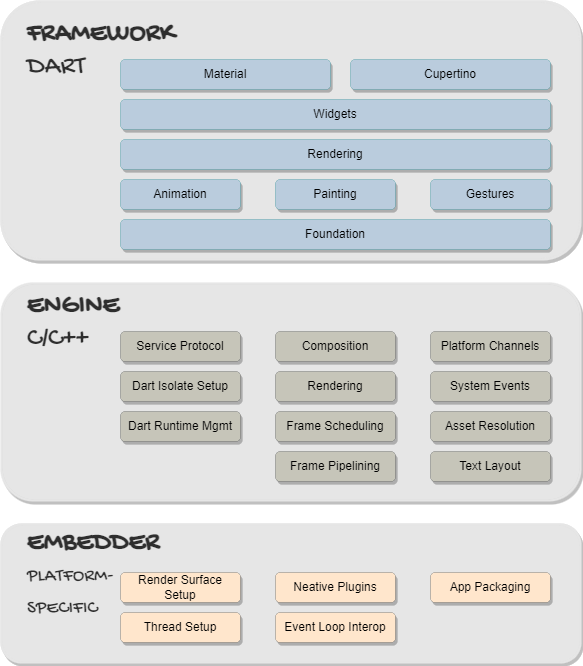 FRAMEWORK
DART
Material
Cupertino
Widgets
Rendering
Animation
Painting
Gestures
Foundation
ENGINE
C/C++
Service Protocol
Composition
Platform Channels
Dart Isolate Setup
Rendering
System Events
Dart Runtime Mgmt
Frame Scheduling
Asset Resolution
Frame Pipelining
Text Layout
EMBEDDER
PLATFORM-
SPECIFIC
Render Surface
Setup
Neative Plugins
App Packaging
Thread Setup
Event Loop Interop